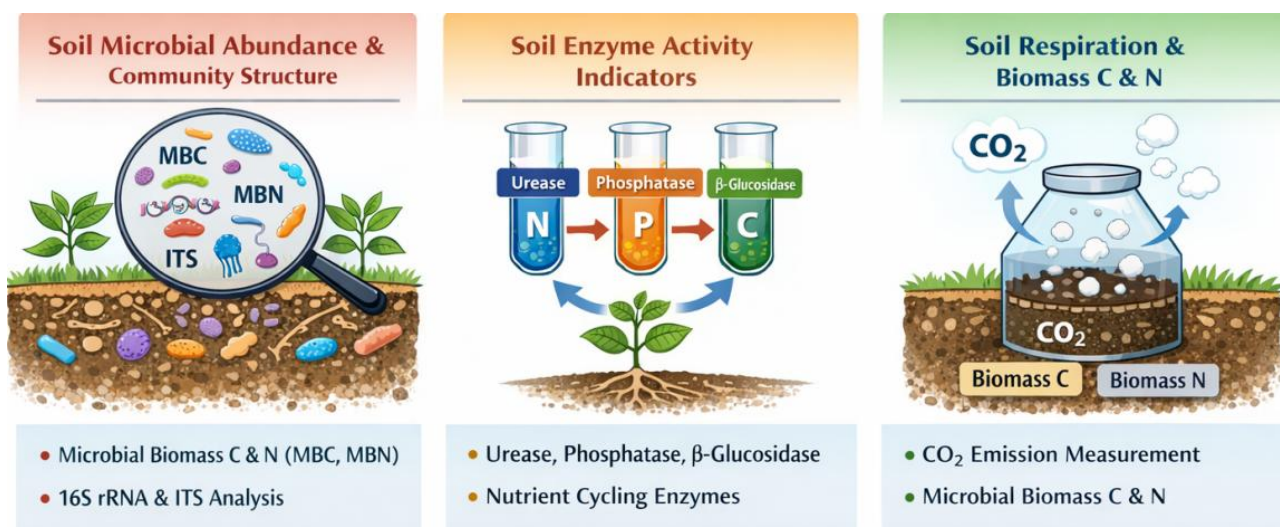 Soil Microbial Abundance &
Community Structure
MBC
MBN
ITS
• Microbial Biomass C & N (MBC, MBN)
• 16S rRNA & ITS Analysis
Soil Enzyme Activity
Indicators
Urease
Phosphatase
β-Glucosidase
N
P
C
• Urease, Phosphatase, β-Glucosidase
• Nutrient Cycling Enzymes
Soil Respiration &
Biomass C & N
CO₂
CO₂
Biomass C
Biomass N
• CO₂ Emission Measurement
• Microbial Biomass C & N